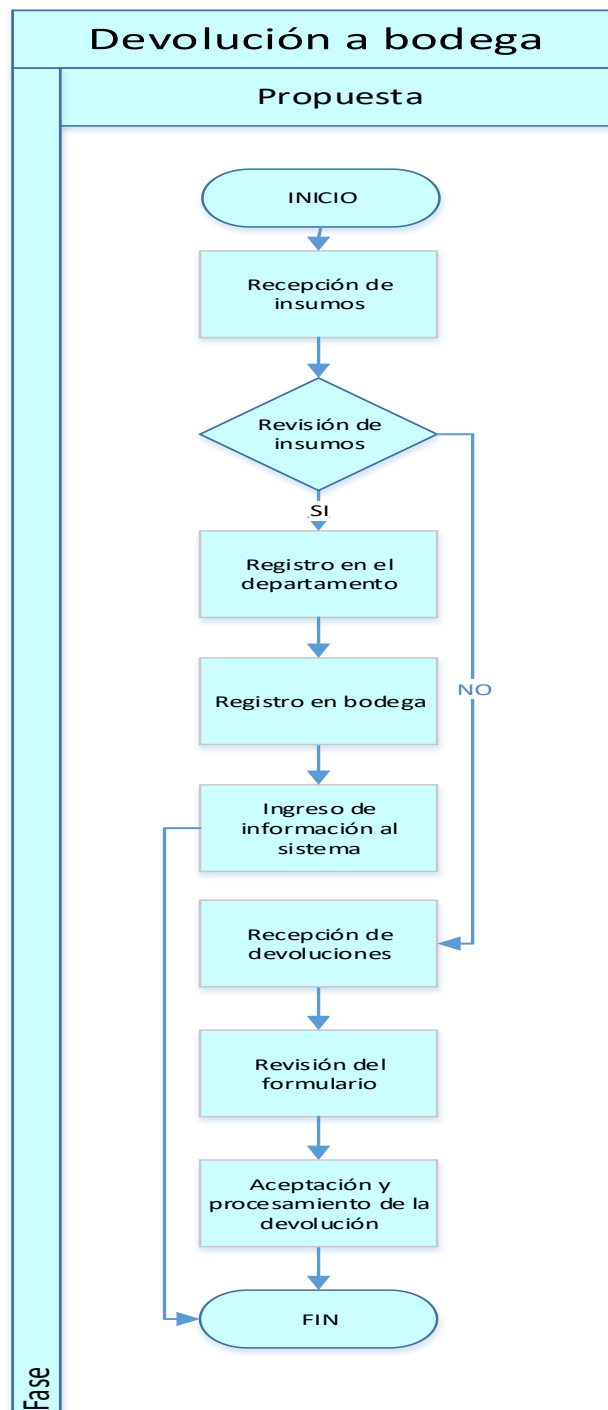 Devolución a bodega
Propuesta
INICIO
Recepción de
insumos
Revisión de
insumos
SI
Registro en el
departamento
Registro en bodega
NO
Ingreso de
información al
sistema
Recepción de
devoluciones
Revisión del
formulario
Aceptación y
procesamiento de la
devolución
FIN
Fase